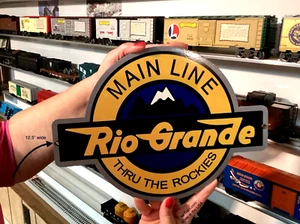 MAIN LINE
Rio Grande
THRU THE ROCKIES
12.5" wide